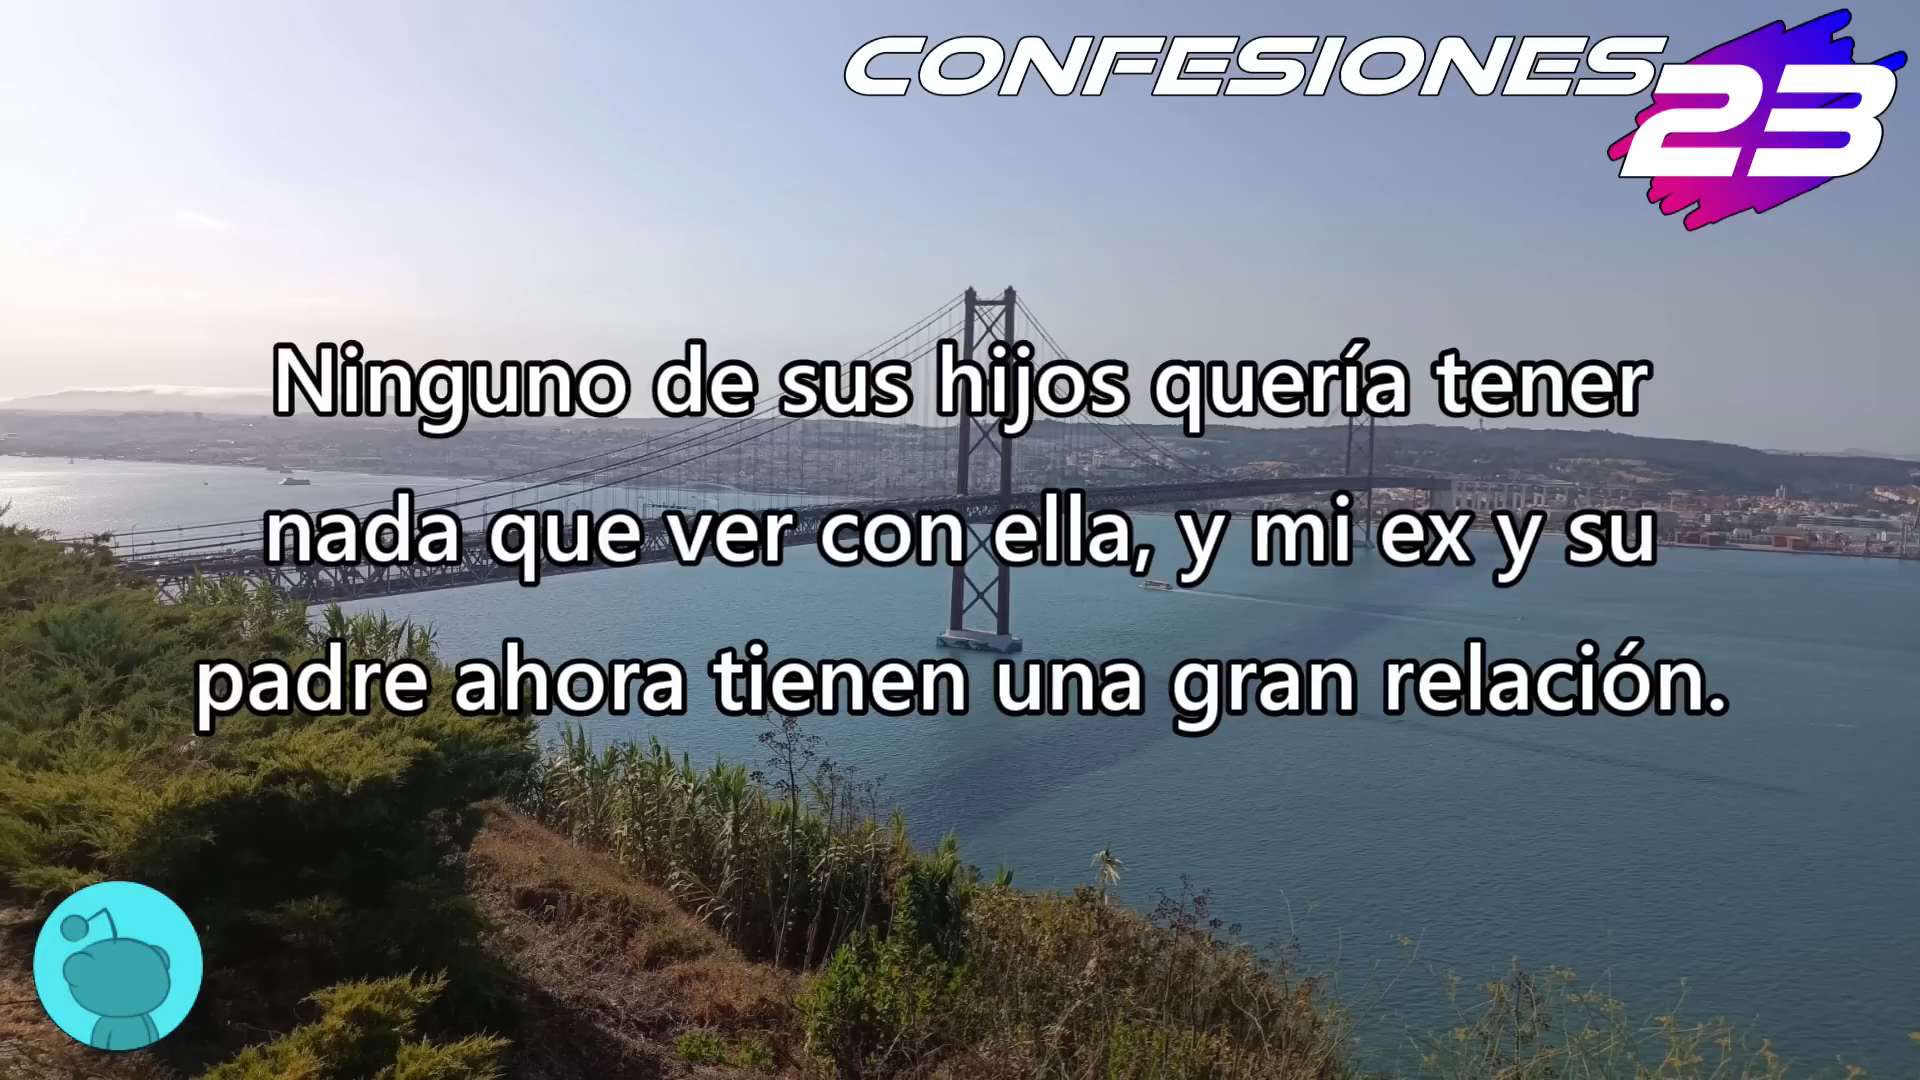 CONFESIONES
23
Ninguno de sus hijos quería tener
nada que ver con ella, y mi ex y su
padre ahora tienen una gran relación.